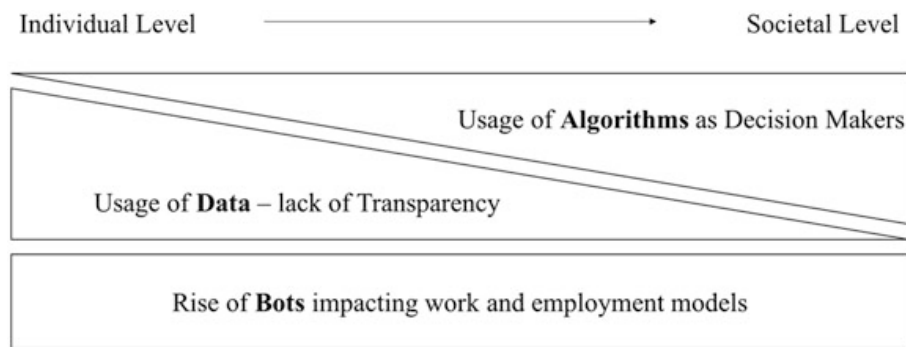 Individual Level
Societal Level
Usage of Algorithms as Decision Makers
Usage of Data – lack of Transparency
Rise of Bots impacting work and employment models